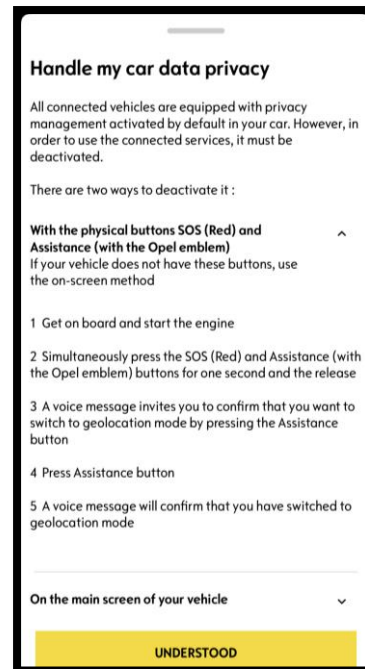 Handle my car data privacy
All connected vehicles are equipped with privacy
management activated by default in your car. However, in
order to use the connected services, it must be
deactivated.
There are two ways to deactivate it :
With the physical buttons SOS (Red) and
Assistance (with the Opel emblem)
If your vehicle does not have these buttons, use
the on-screen method
1 Get on board and start the engine
2 Simultaneously press the SOS (Red) and Assistance (with
the Opel emblem) buttons for one second and the release
3 A voice message invites you to confirm that you want to
switch to geolocation mode by pressing the Assistance
button
4 Press Assistance button
5 A voice message will confirm that you have switched to
geolocation mode
On the main screen of your vehicle
UNDERSTOOD